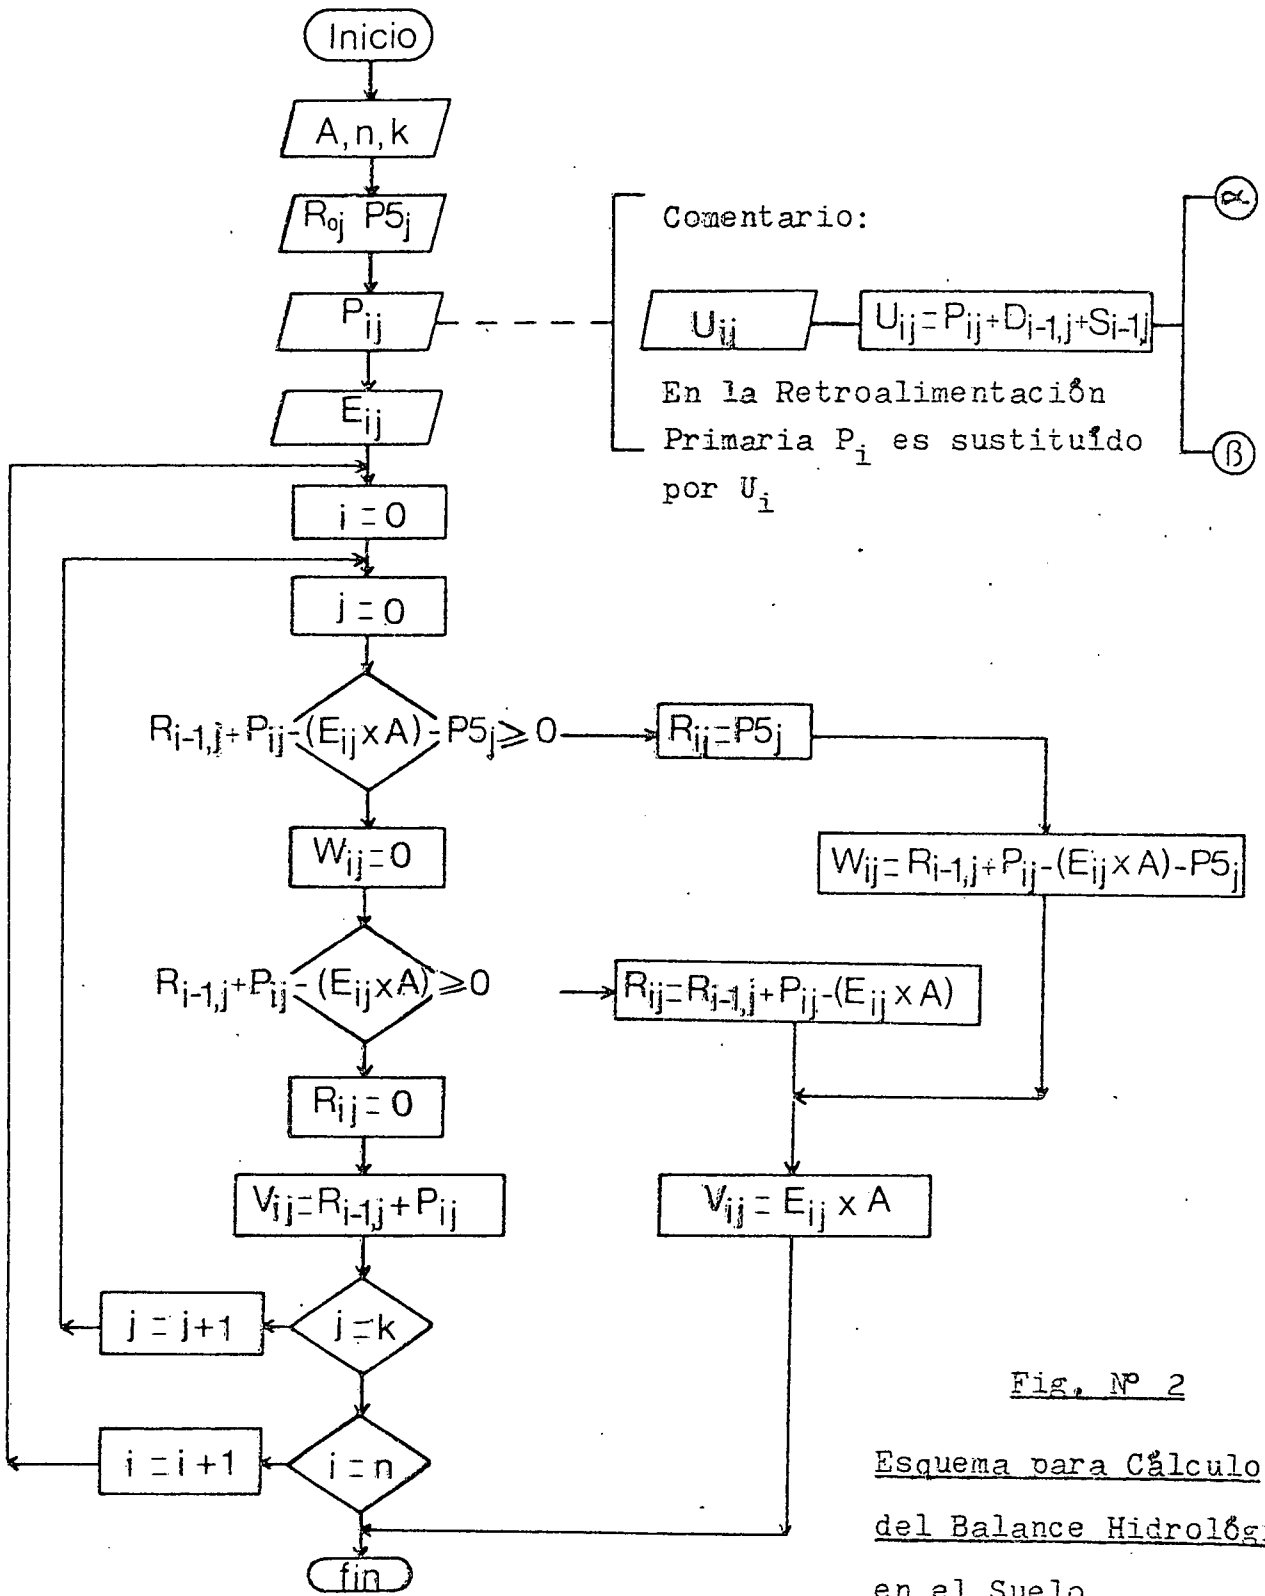 Inicio
A, n, k
R₀j P5j
Pij
Comentario:
α
Uij
Uij = Pij + Di-1,j + Si-1,j
En la Retroalimentación
Primaria Pi es sustituído
por Ui
β
Eij
i = 0
j = 0
Ri-1,j + Pij - (Eij x A) - P5j ≥ 0
Rij = P5j
Wij = 0
Wij = Ri-1,j + Pij - (Eij x A) - P5j
Ri-1,j + Pij - (Eij x A) ≥ 0
Rij = Ri-1,j + Pij - (Eij x A)
Rij = 0
Vij = Ri-1,j + Pij
Vij = Eij x A
j = j+1
j = k
i = i+1
i = n
fin
Fig. Nº 2
Esquema para Cálculo
del Balance Hidrológi
en el Suelo